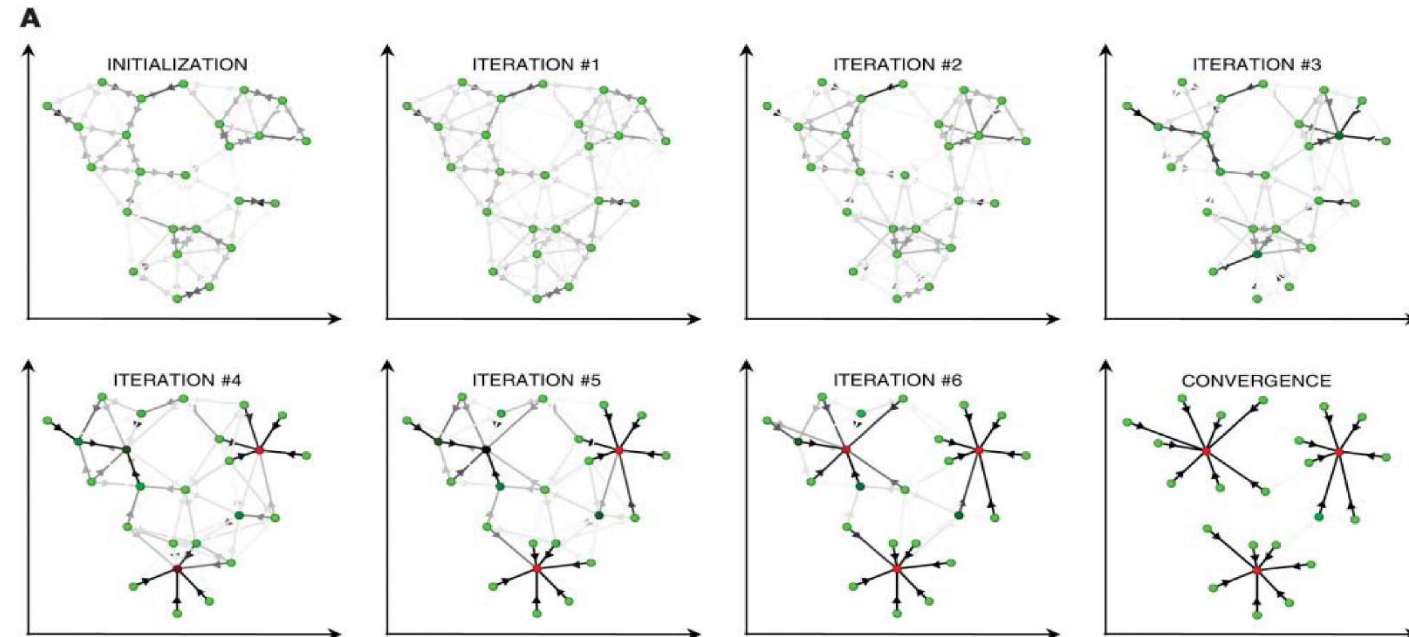 A
INITIALIZATION
ITERATION #1
ITERATION #2
ITERATION #3
ITERATION #4
ITERATION #5
ITERATION #6
CONVERGENCE